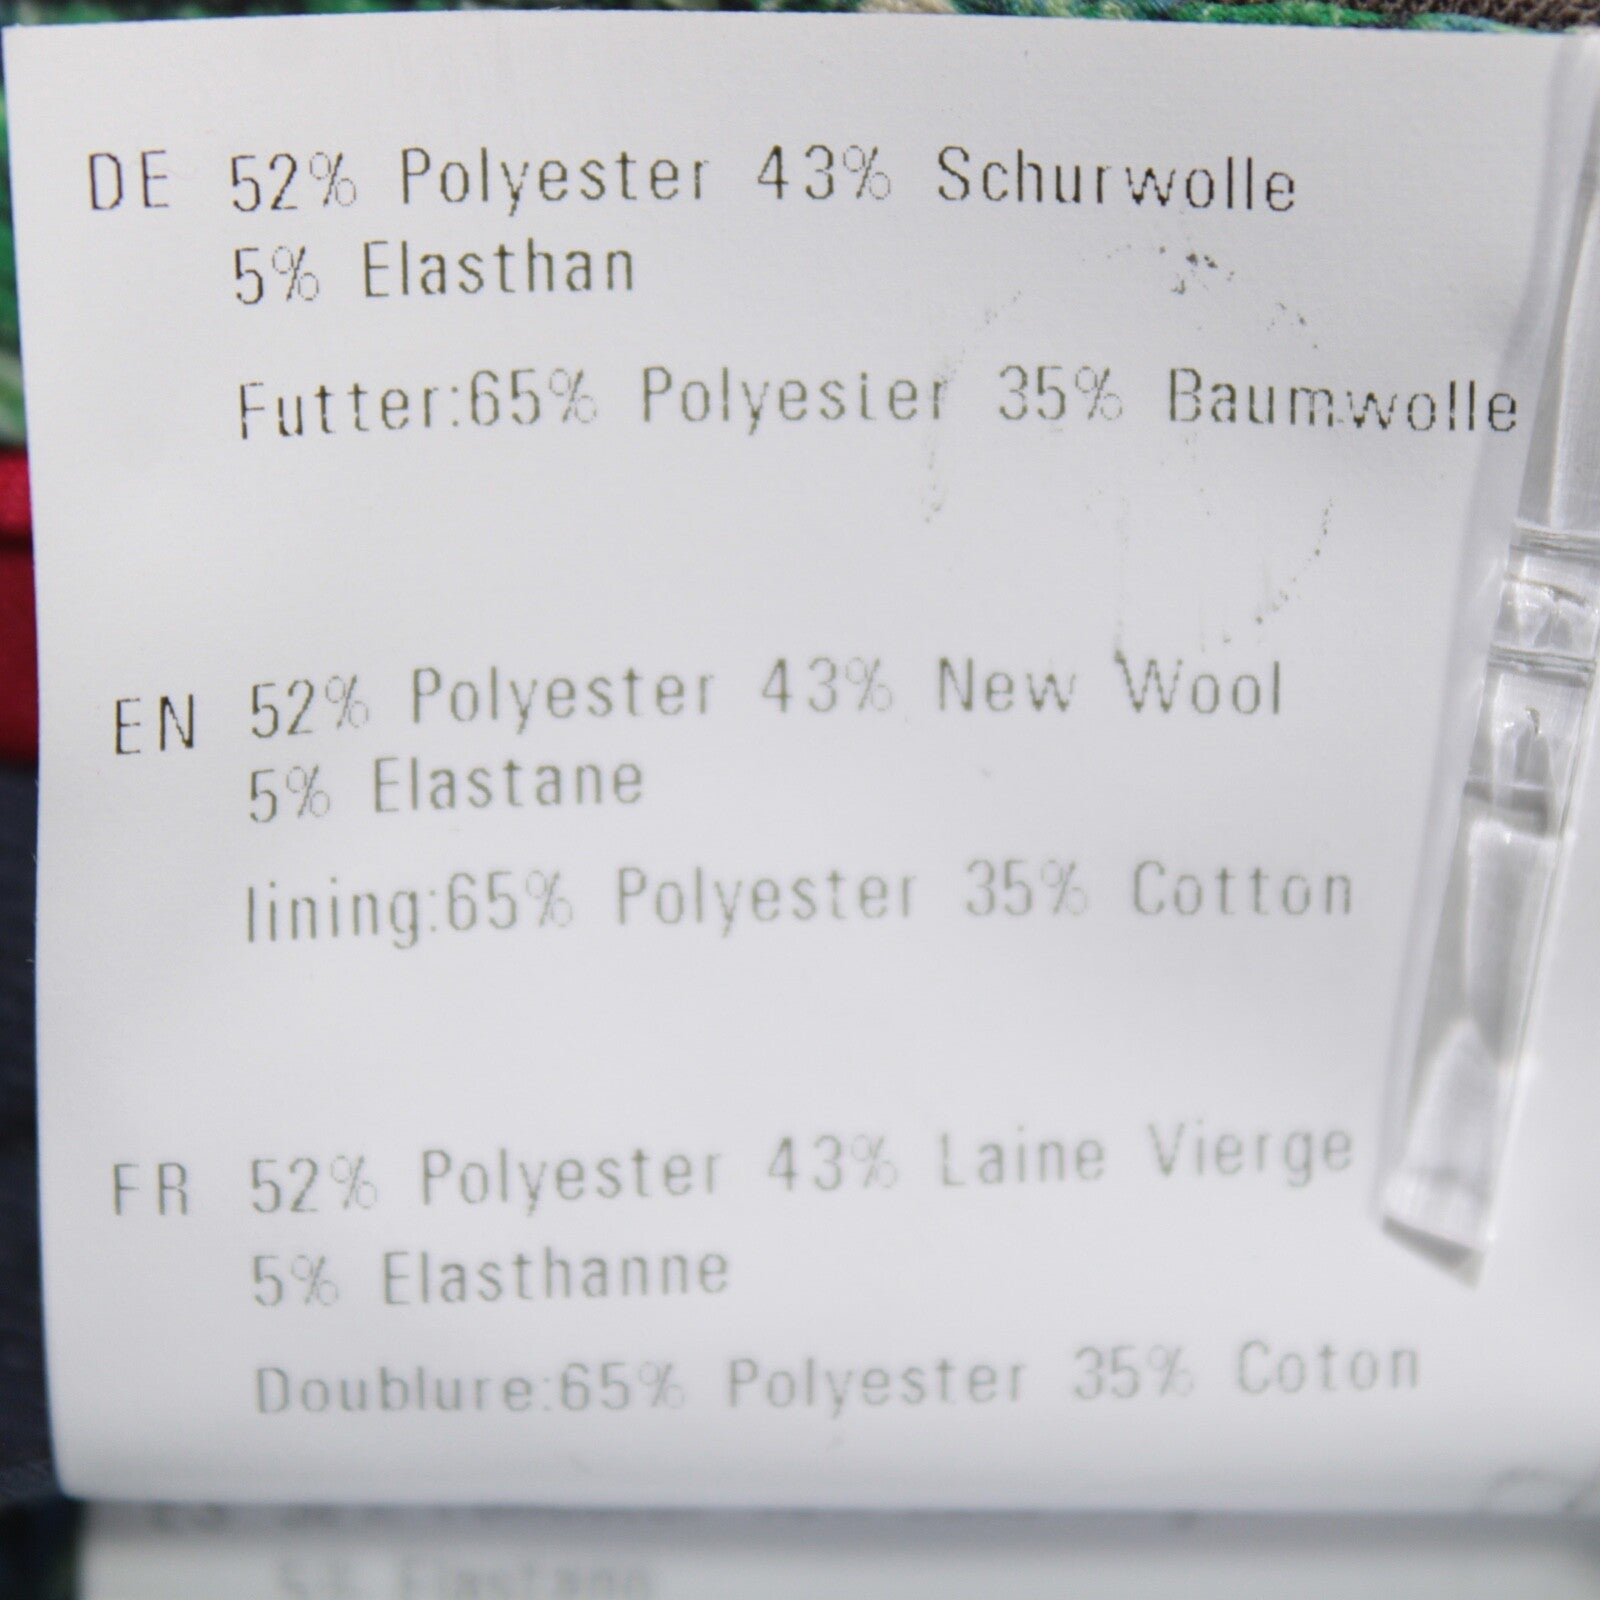 DE 52% Polyester 43% Schurwolle
5% Elasthan
Futter:65% Polyester 35% Baumwolle
EN 52% Polyester 43% New Wool
5% Elastane
lining:65% Polyester 35% Cotton
FR 52% Polyester 43% Laine Vierge
5% Elasthanne
Doublure:65% Polyester 35% Coton
5% Elastano